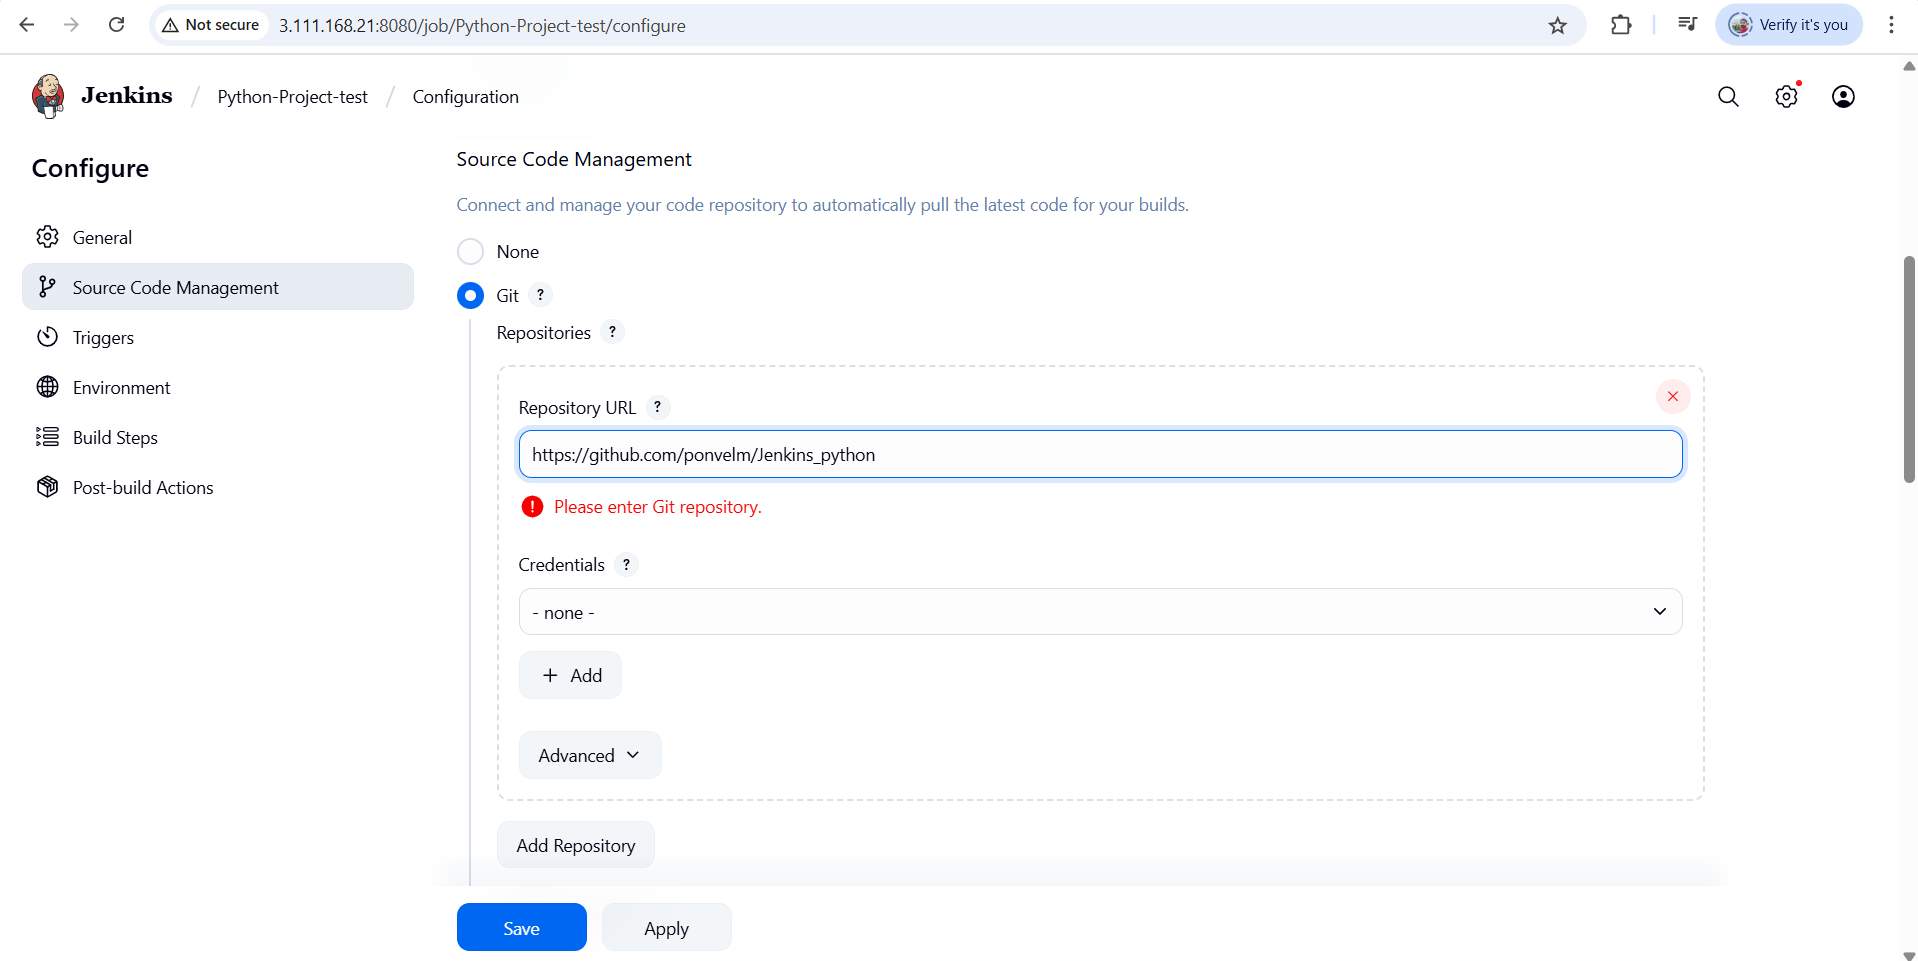 Not secure 3.111.168.21:8080/job/Python-Project-test/configure Verify it's you
Jenkins / Python-Project-test / Configuration
Configure
General
Source Code Management
Triggers
Environment
Build Steps
Post-build Actions
Source Code Management
Connect and manage your code repository to automatically pull the latest code for your builds.
None
Git ?
Repositories ?
Repository URL ?
https://github.com/ponvelm/Jenkins_python
Please enter Git repository.
Credentials ?
- none -
+ Add
Advanced
Add Repository
Save Apply